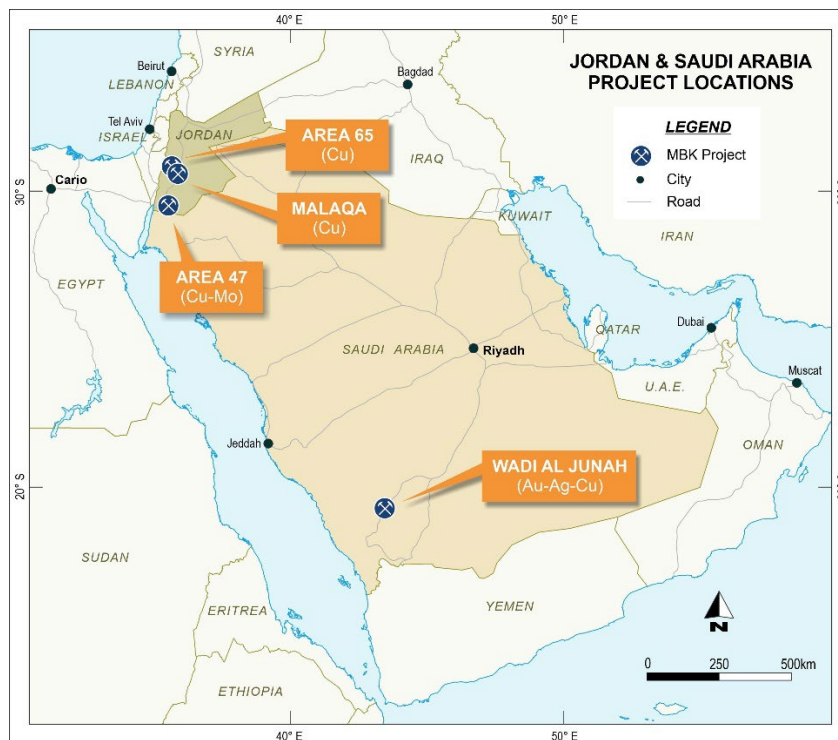 40° E
50° E
JORDAN & SAUDI ARABIA
PROJECT LOCATIONS
LEGEND
MBK Project
City
Road
SYRIA
Beirut
LEBANON
Bagdad
Tel Aviv
ISRAEL
JORDAN
AREA 65
(Cu)
IRAQ
Cario
30° S
MALAQA
(Cu)
KUWAIT
IRAN
EGYPT
AREA 47
(Cu-Mo)
QATAR
Dubai
SAUDI ARABIA
Riyadh
U.A.E.
Muscat
Jeddah
OMAN
WADI AL JUNAH
(Au-Ag-Cu)
20° S
SUDAN
ERITREA
YEMEN
N
ETHIOPIA
0 250 500km
40° E
50° E